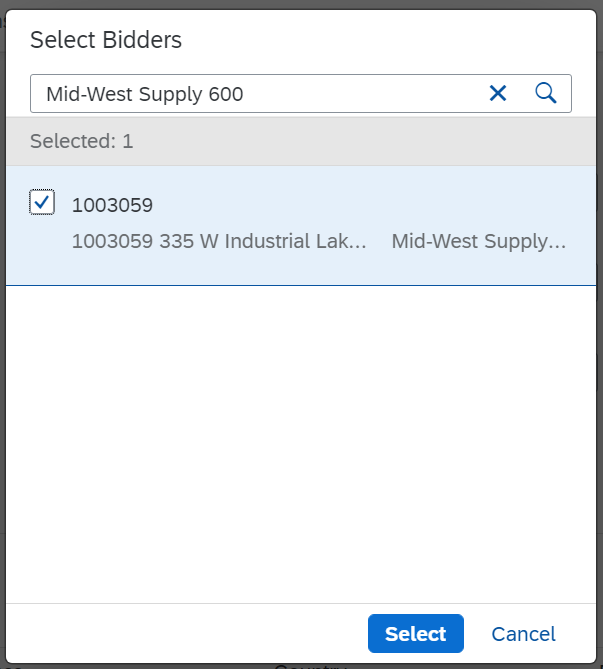 Select Bidders
Mid-West Supply 600
Selected: 1
1003059
1003059 335 W Industrial Lak... Mid-West Supply...
Select Cancel